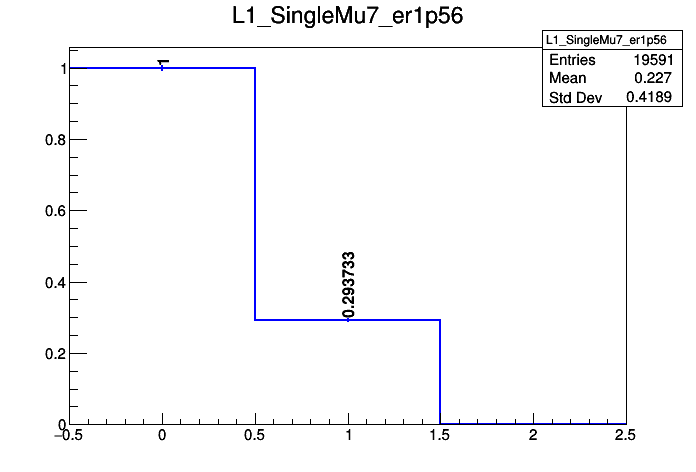 L1_SingleMu7_er1p56
L1_SingleMu7_er1p56
Entries 19591
Mean 0.227
Std Dev 0.4189
1
0.8
0.6
0.4
0.2
0
1
0.293733
−0.5 0 0.5 1 1.5 2 2.5